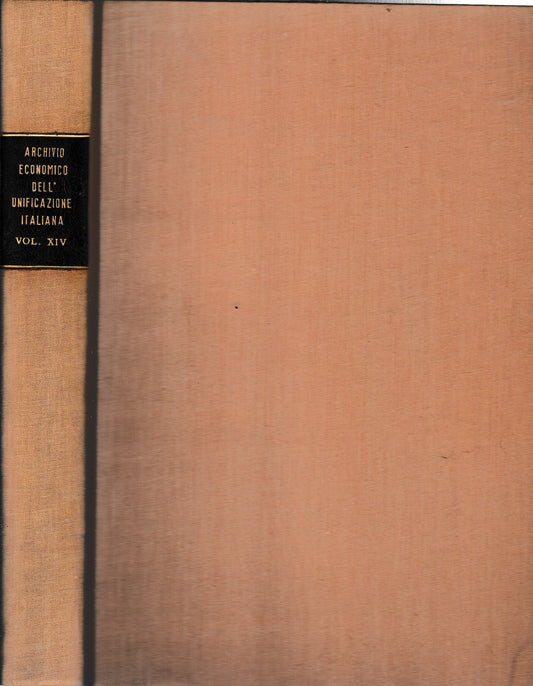 ARCHIVIO
ECONOMICO
DELL'
UNIFICAZIONE
ITALIANA
VOL. XIV